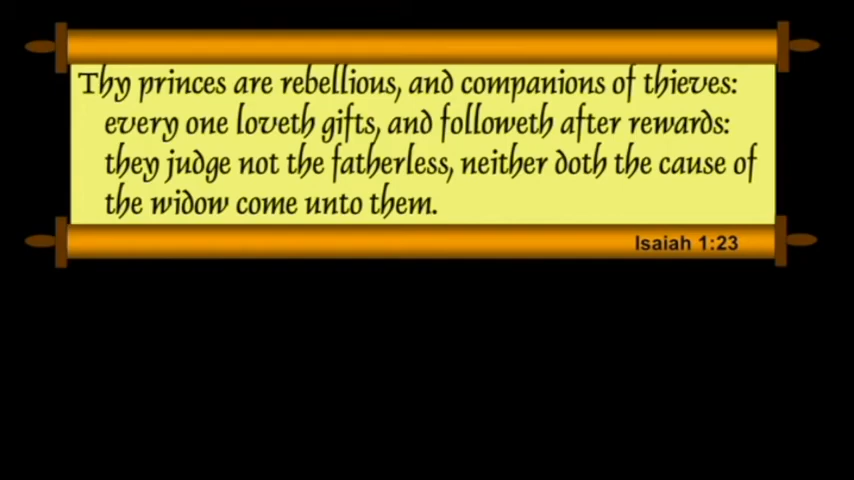 Thy princes are rebellious, and companions of thieves:
every one loveth gifts, and followeth after rewards:
they judge not the fatherless, neither doth the cause of
the widow come unto them.
Isaiah 1:23